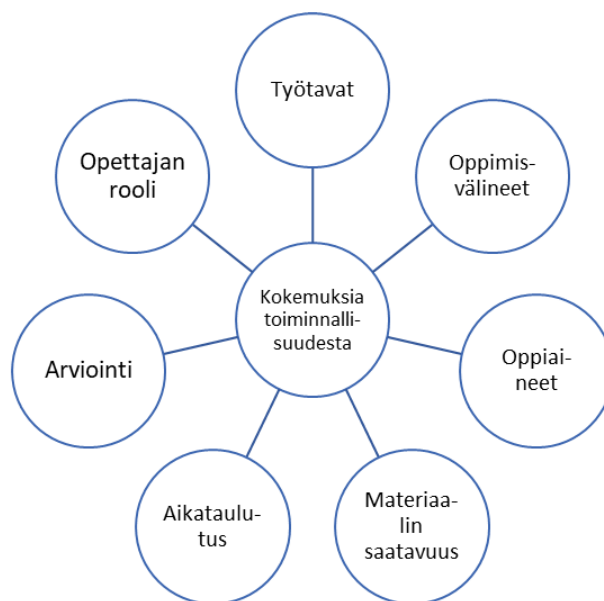 Työtavat
Oppimis-
välineet
Oppiai-
neet
Materiaa-
lin
saatavuus
Aikataulu-
tus
Arviointi
Opettajan
rooli
Kokemuksia
toiminnalli-
suudesta